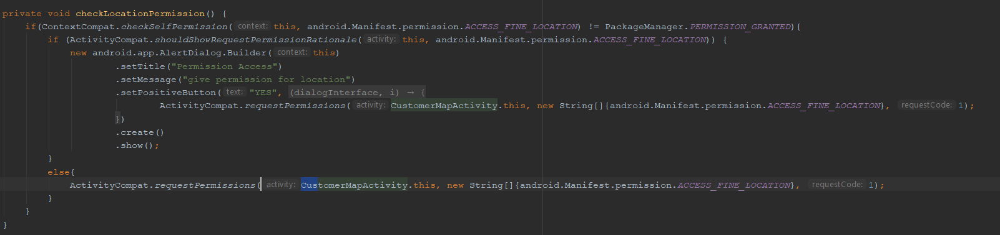 private void checkLocationPermission() {
if(ContextCompat.checkSelfPermission( context: this, android.Manifest.permission.ACCESS_FINE_LOCATION) != PackageManager.PERMISSION_GRANTED){
if (ActivityCompat.shouldShowRequestPermissionRationale( activity: this, android.Manifest.permission.ACCESS_FINE_LOCATION)) {
new android.app.AlertDialog.Builder( context: this)
.setTitle("Permission Access")
.setMessage("give permission for location")
.setPositiveButton( text: "YES", (dialogInterface, i) → {
ActivityCompat.requestPermissions( activity: CustomerMapActivity.this, new String[]{android.Manifest.permission.ACCESS_FINE_LOCATION}, requestCode: 1);
})
.create()
.show();
}
else{
ActivityCompat.requestPermissions( activity: CustomerMapActivity.this, new String[]{android.Manifest.permission.ACCESS_FINE_LOCATION}, requestCode: 1);
}
}
}